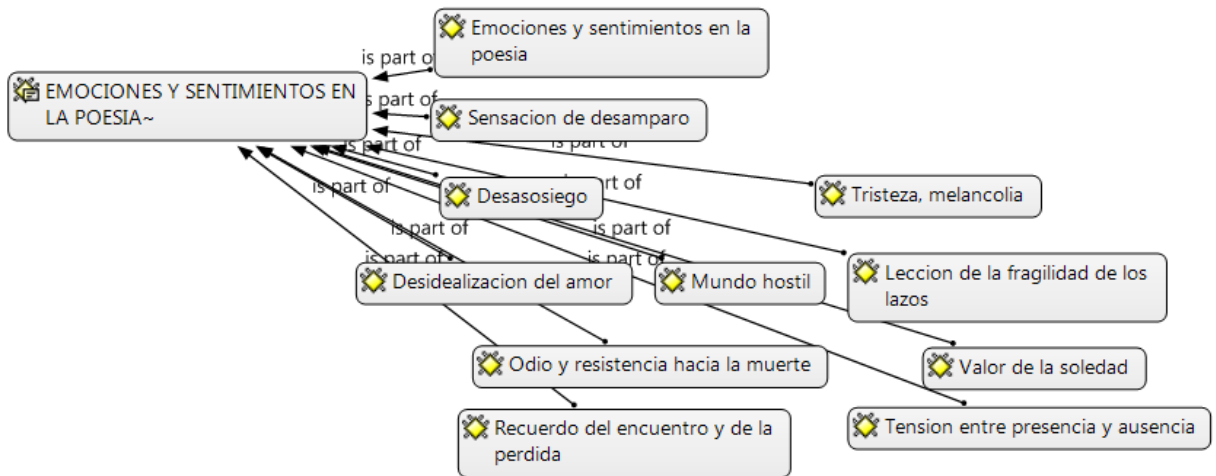 Emociones y sentimientos en la
poesia
is part of
EMOCIONES Y SENTIMIENTOS EN
LA POESIA~
is part of
Sensacion de desamparo
is part of
is part of
is part of
is part of
Desasosiego
Tristeza, melancolia
is part of
is part of
is part of
is part of
Desidealizacion del amor
Mundo hostil
Leccion de la fragilidad de los
lazos
Odio y resistencia hacia la muerte
Valor de la soledad
Recuerdo del encuentro y de la
perdida
Tension entre presencia y ausencia